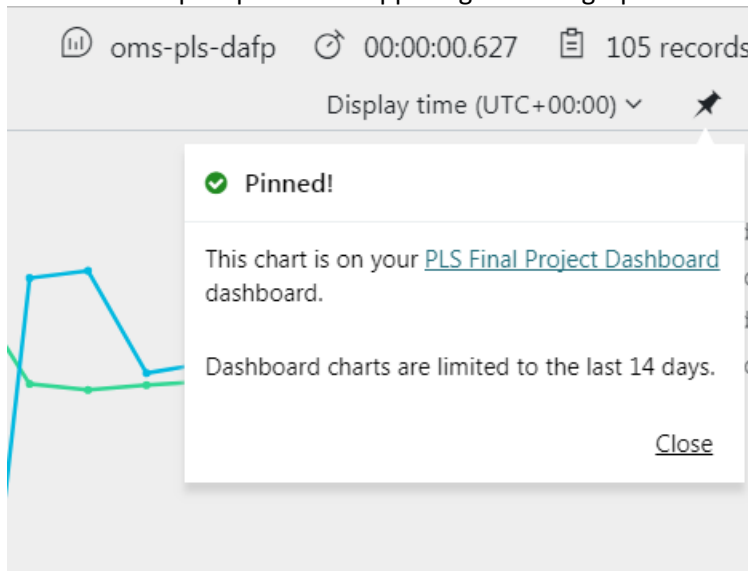 oms-pls-dafp 00:00:00.627 105 records
Display time (UTC+00:00)
Pinned!
This chart is on your PLS Final Project Dashboard
dashboard.
Dashboard charts are limited to the last 14 days.
Close